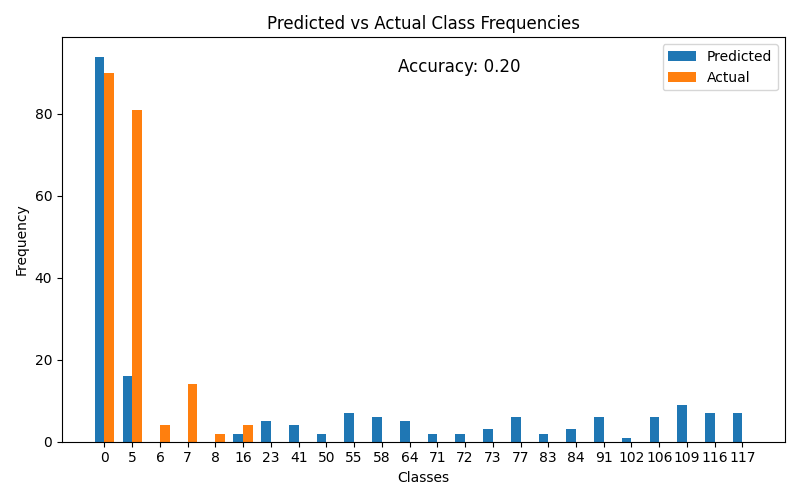 Predicted vs Actual Class Frequencies
Accuracy: 0.20
Predicted
Actual
Frequency
80
60
40
20
0
0 5 6 7 8 16 23 41 50 55 58 64 71 72 73 77 83 84 91 102 106 109 116 117
Classes